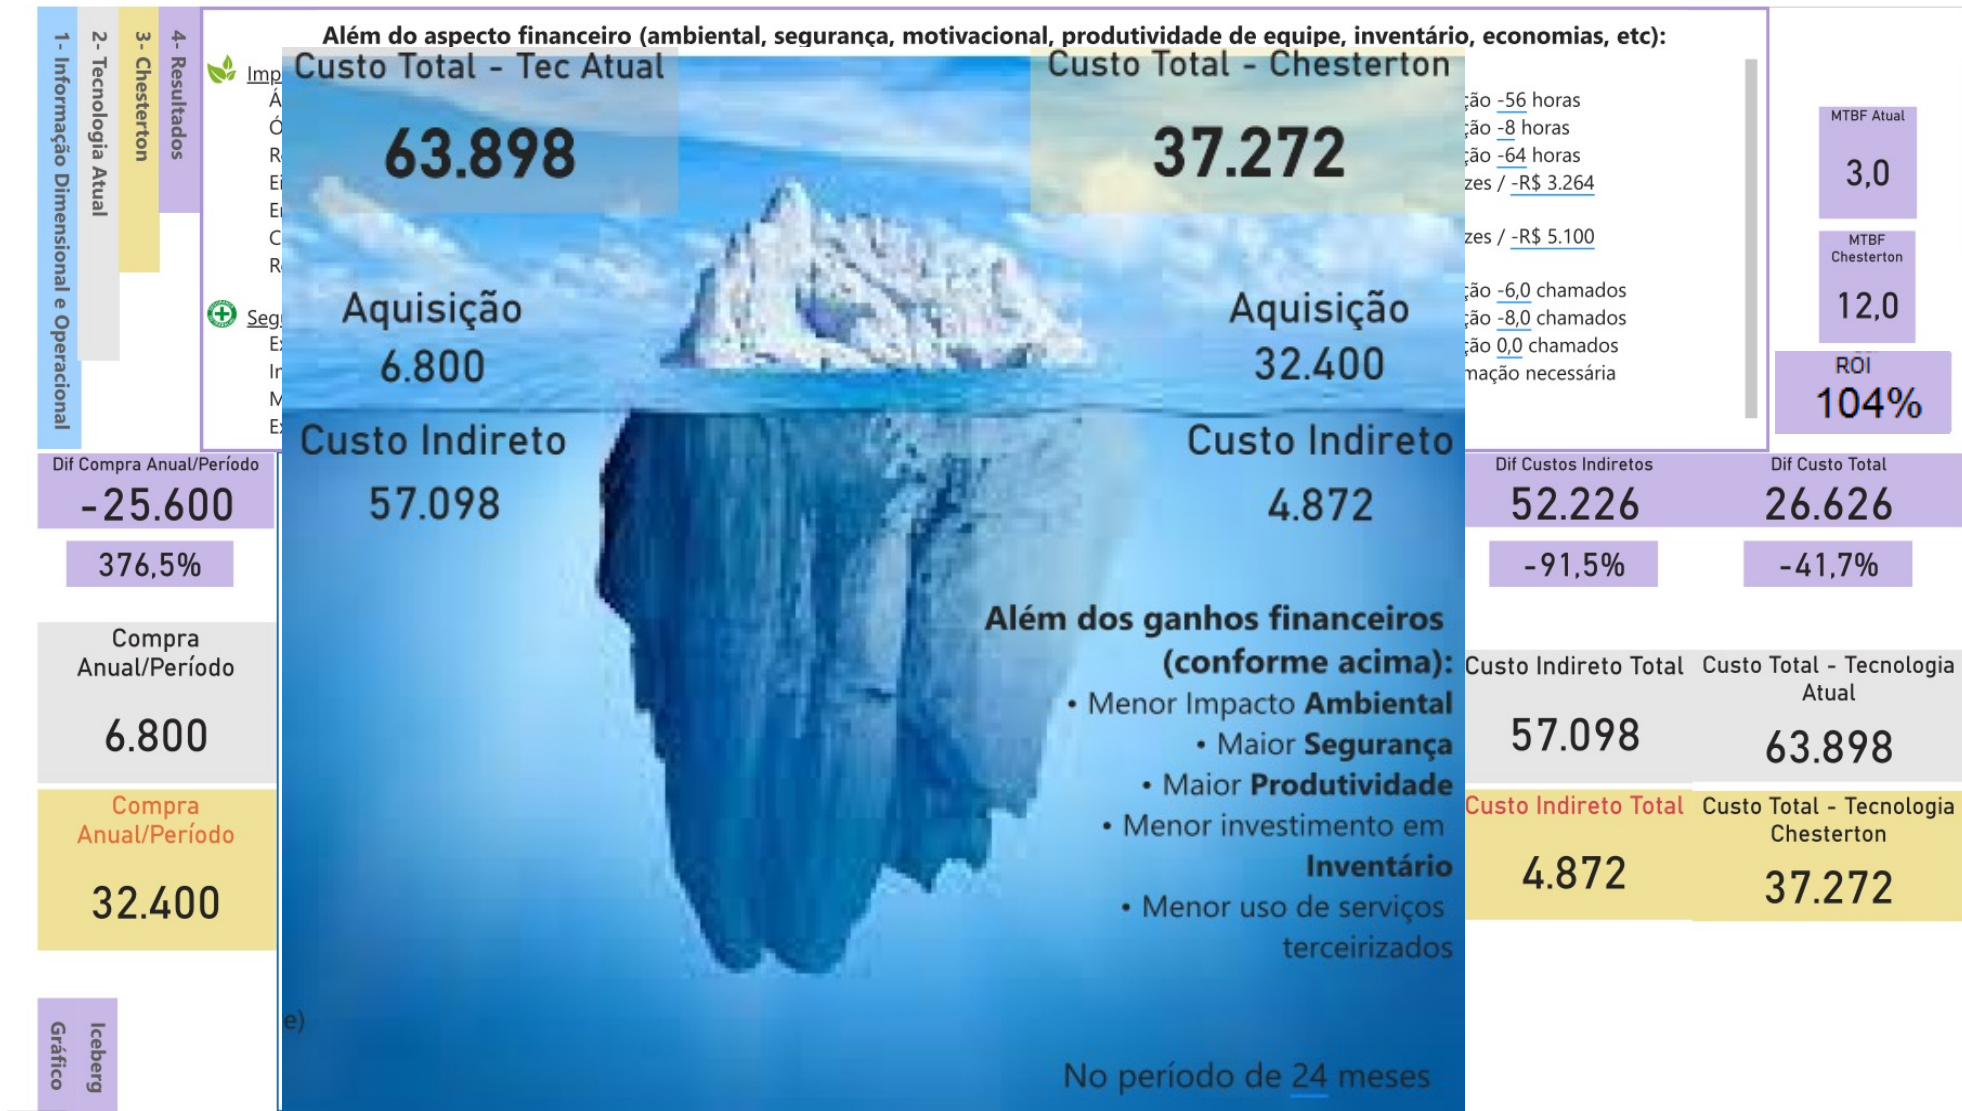 1- Informação Dimensional e Operacional
2- Tecnologia Atual
3- Chesterton
4- Resultados
Além do aspecto financeiro (ambiental, segurança, motivacional, produtividade de equipe, inventário, economias, etc):
Custo Total - Tec Atual
63.898
Custo Total - Chesterton
37.272
ção -56 horas
ção -8 horas
ção -64 horas
zes / -R$ 3.264
zes / -R$ 5.100
ção -6,0 chamados
ção -8,0 chamados
ção 0,0 chamados
mação necessária
MTBF Atual
3,0
MTBF
Chesterton
12,0
ROI
104%
Aquisição
6.800
Aquisição
32.400
Custo Indireto
57.098
Custo Indireto
4.872
Dif Compra Anual/Período
-25.600
376,5%
Dif Custos Indiretos
52.226
-91,5%
Dif Custo Total
26.626
-41,7%
Além dos ganhos financeiros
(conforme acima):
• Menor Impacto Ambiental
• Maior Segurança
• Maior Produtividade
• Menor investimento em
Inventário
• Menor uso de serviços
terceirizados
Compra
Anual/Período
6.800
Compra
Anual/Período
32.400
Custo Indireto Total
57.098
Custo Total - Tecnologia
Atual
63.898
Custo Indireto Total
4.872
Custo Total - Tecnologia
Chesterton
37.272
e)
No período de 24 meses
Gráfico
Iceberg